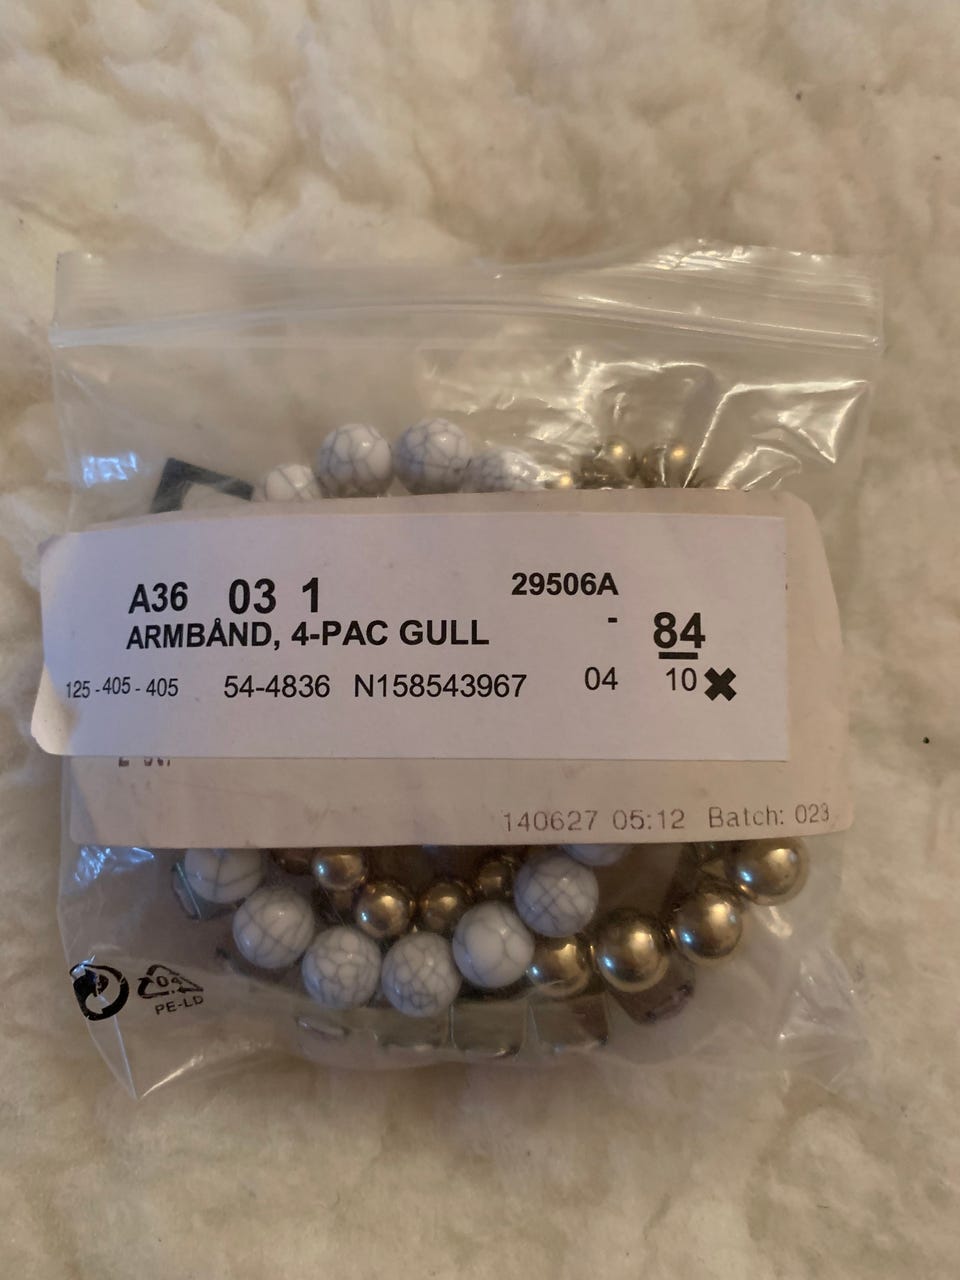 A36 03 1 29506A
ARMBÅND, 4-PAC GULL - 84
125 - 405 - 405 54-4836 N158543967 04 10 ✖
140627 05:12 Batch: 023
04
PE-LD